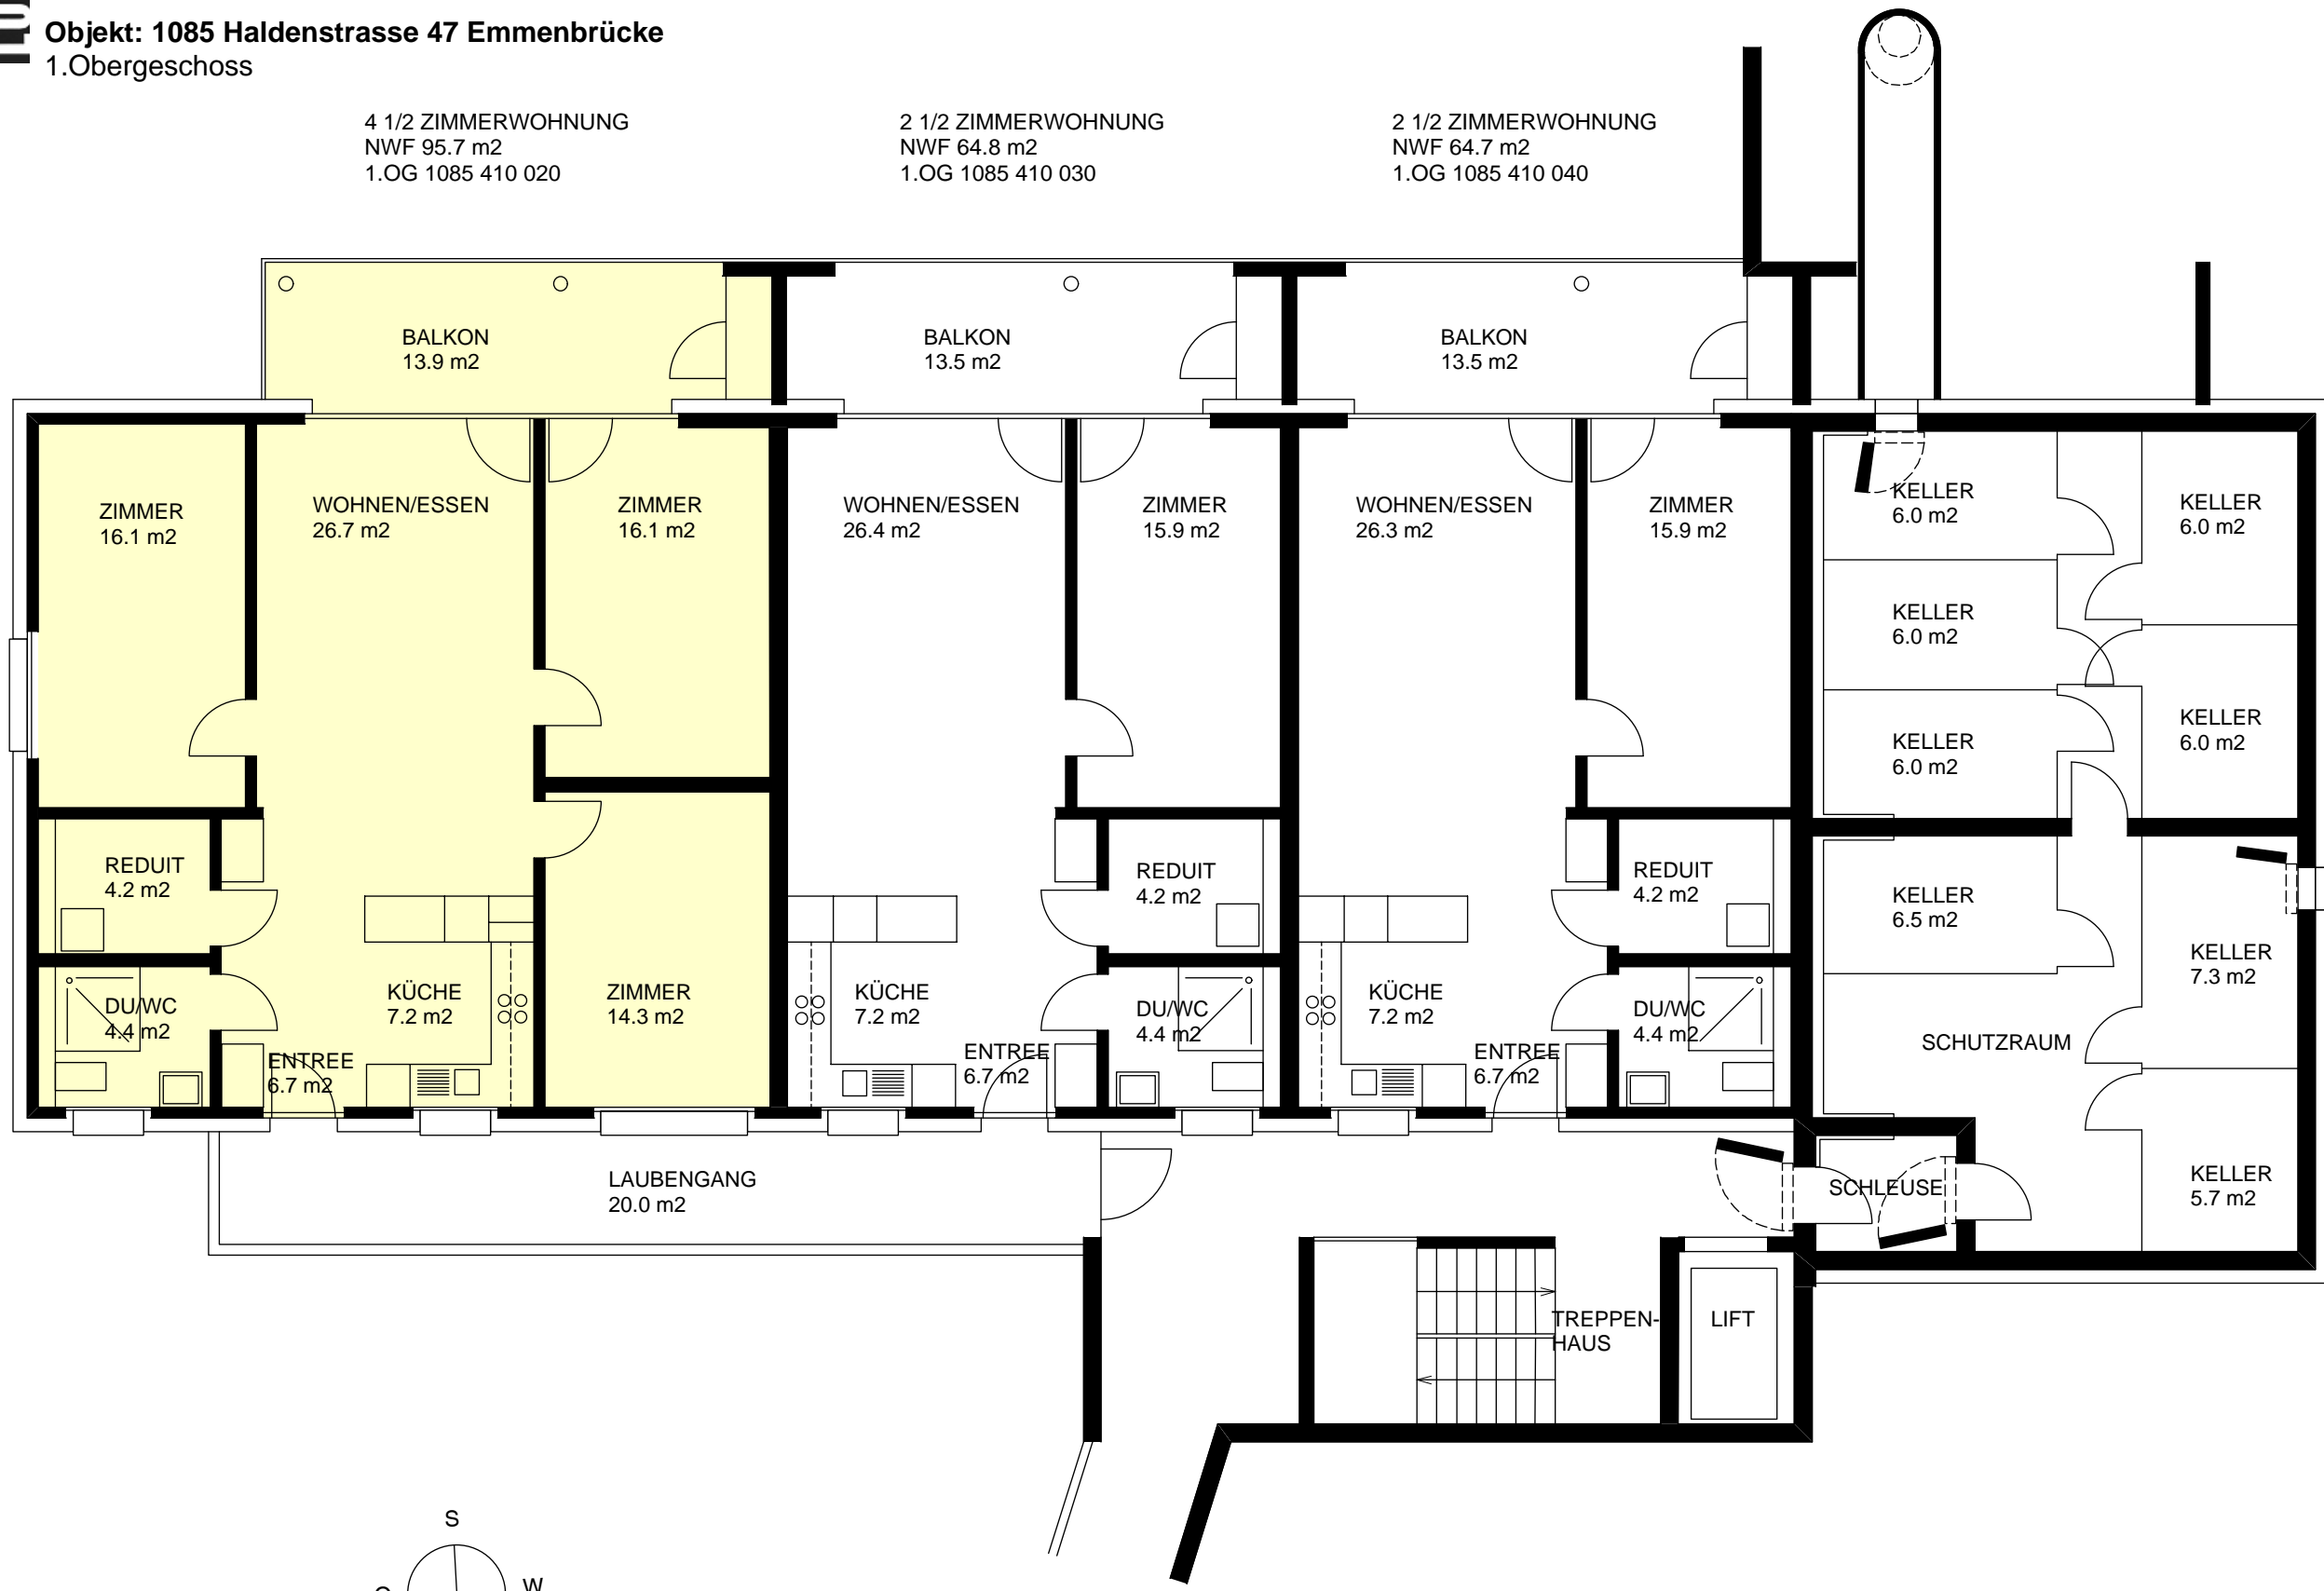 Objekt: 1085 Haldenstrasse 47 Emmenbrücke
1.Obergeschoss
4 1/2 ZIMMERWOHNUNG
NWF 95.7 m2
1.OG 1085 410 020
2 1/2 ZIMMERWOHNUNG
NWF 64.8 m2
1.OG 1085 410 030
2 1/2 ZIMMERWOHNUNG
NWF 64.7 m2
1.OG 1085 410 040
BALKON
13.9 m2
BALKON
13.5 m2
BALKON
13.5 m2
ZIMMER
16.1 m2
WOHNEN/ESSEN
26.7 m2
ZIMMER
16.1 m2
WOHNEN/ESSEN
26.4 m2
ZIMMER
15.9 m2
WOHNEN/ESSEN
26.3 m2
ZIMMER
15.9 m2
KELLER
6.0 m2
KELLER
6.0 m2
KELLER
6.0 m2
KELLER
6.0 m2
KELLER
6.0 m2
REDUIT
4.2 m2
REDUIT
4.2 m2
REDUIT
4.2 m2
KELLER
6.5 m2
KELLER
7.3 m2
DU/WC
4.4 m2
KÜCHE
7.2 m2
ZIMMER
14.3 m2
KÜCHE
7.2 m2
DU/WC
4.4 m2
KÜCHE
7.2 m2
DU/WC
4.4 m2
ENTREE
6.7 m2
ENTREE
6.7 m2
ENTREE
6.7 m2
SCHUTZRAUM
LAUBENGANG
20.0 m2
SCHLEUSE
KELLER
5.7 m2
TREPPEN-
HAUS
LIFT
S
W